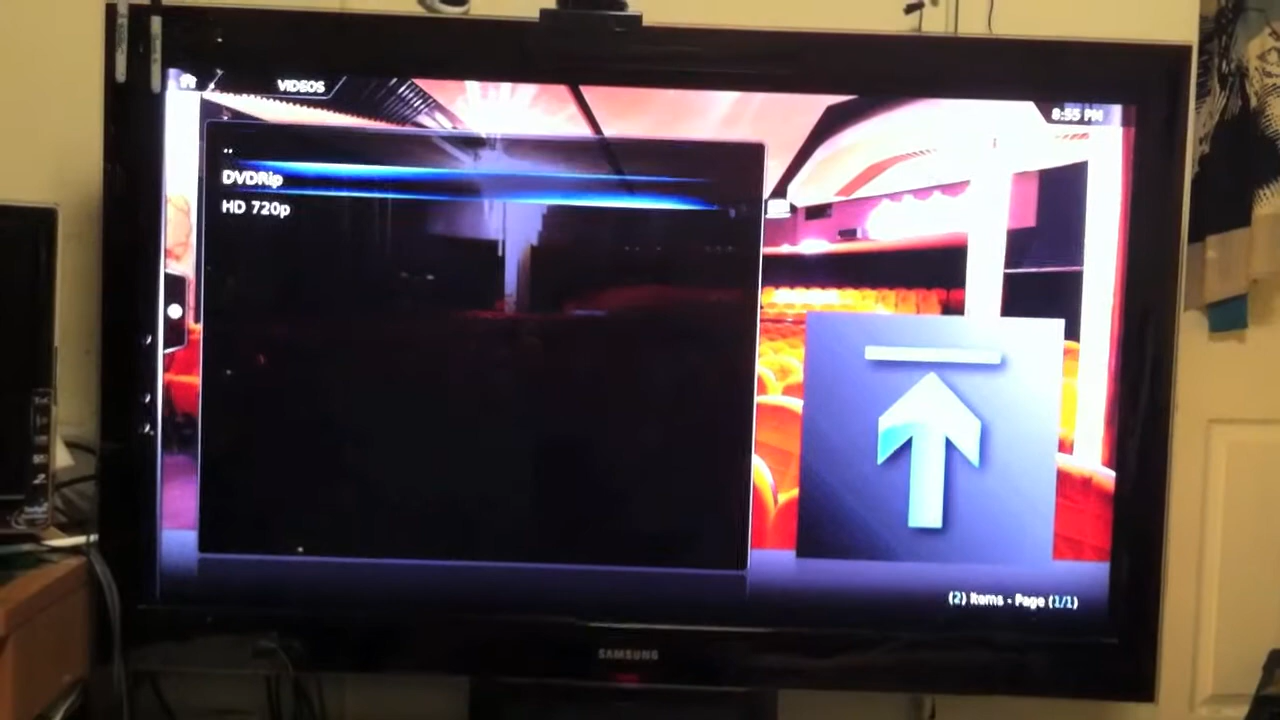 VIDEOS
8:55 PM
..
DVDRip
HD 720p
(2) Items - Page (1/1)
SAMSUNG